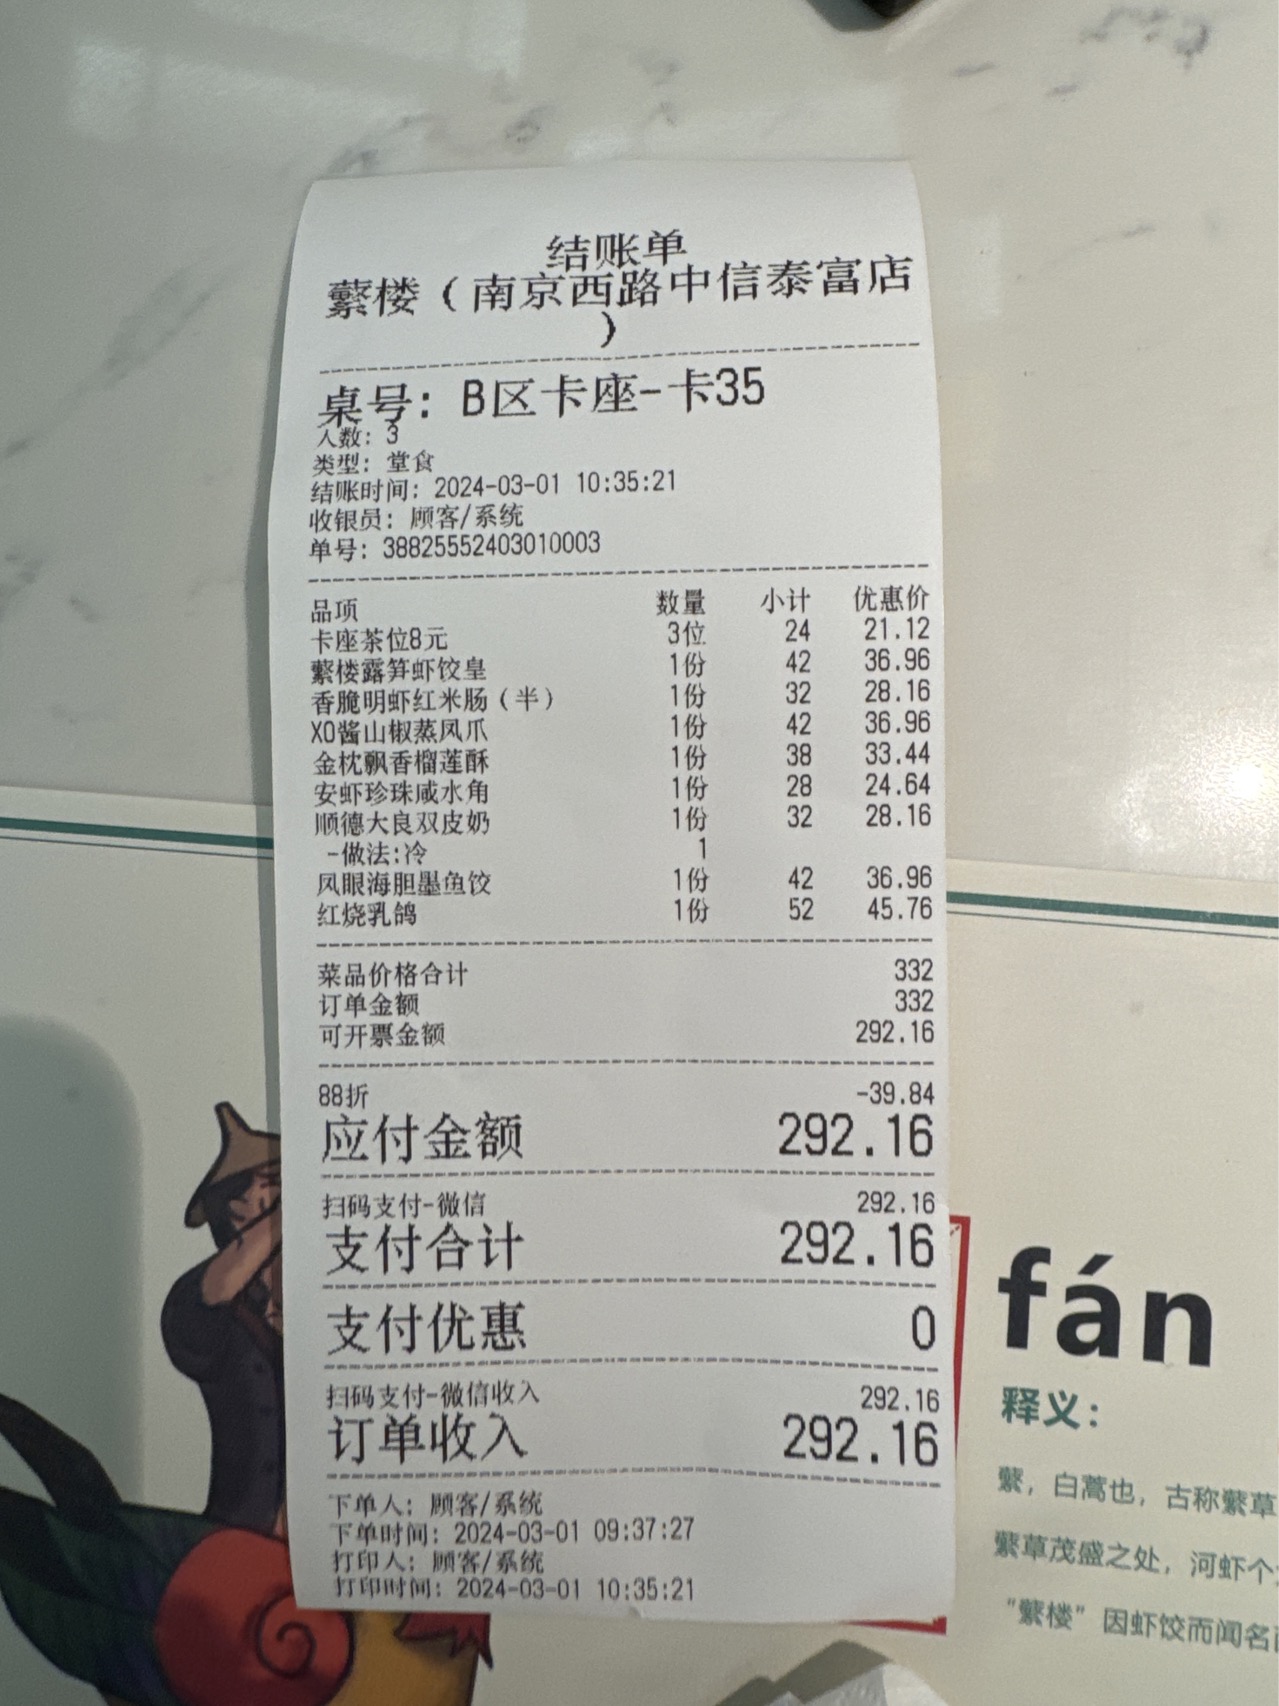 结账单
蘩楼（南京西路中信泰富店
）
桌号: B区卡座-卡35
人数: 3
类型: 堂食
结账时间: 2024-03-01 10:35:21
收银员: 顾客/系统
单号: 38825552403010003
品项 数量 小计 优惠价
卡座茶位8元 3位 24 21.12
蘩楼露笋虾饺皇 1份 42 36.96
香脆明虾红米肠（半） 1份 32 28.16
XO酱山椒蒸凤爪 1份 42 36.96
金枕飘香榴莲酥 1份 38 33.44
安虾珍珠咸水角 1份 28 24.64
顺德大良双皮奶 1份 32 28.16
-做法:冷 1
凤眼海胆墨鱼饺 1份 42 36.96
红烧乳鸽 1份 52 45.76
菜品价格合计 332
订单金额 332
可开票金额 292.16
88折 -39.84
应付金额 292.16
扫码支付-微信 292.16
支付合计 292.16
支付优惠 0
扫码支付-微信收入 292.16
订单收入 292.16
下单人: 顾客/系统
下单时间: 2024-03-01 09:37:27
打印人: 顾客/系统
打印时间: 2024-03-01 10:35:21
fán
释义：
蘩，白蒿也，古称蘩草
蘩草茂盛之处，河虾个
“蘩楼”因虾饺而闻名